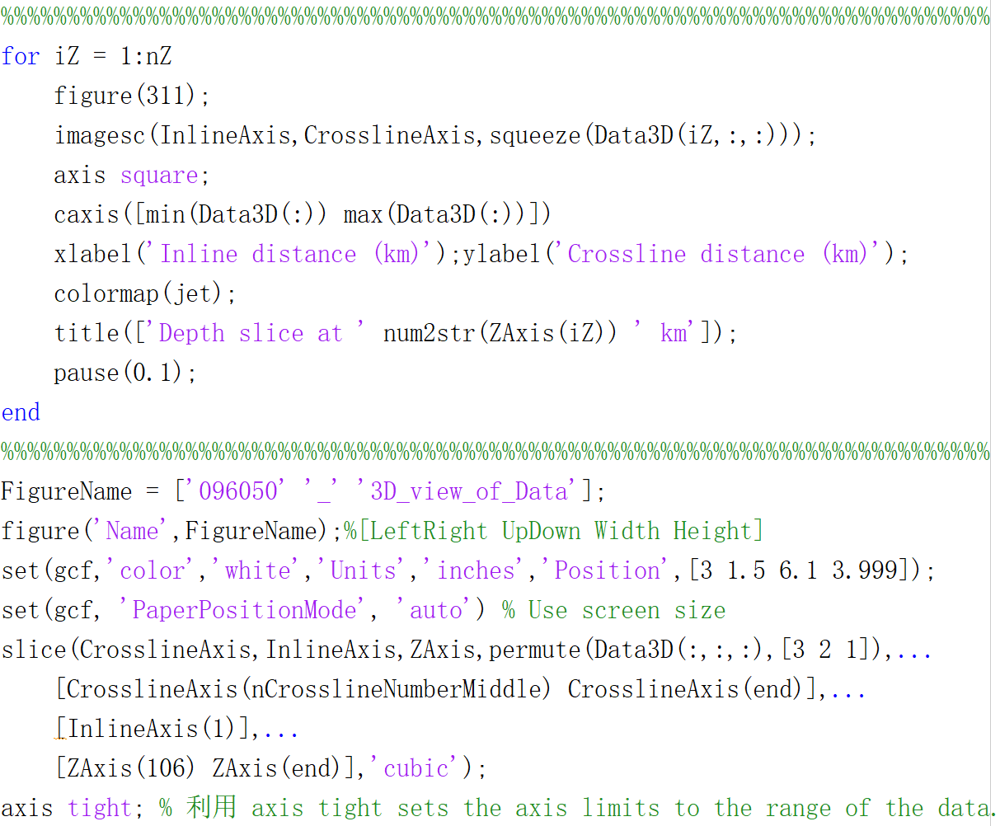 %%%%%%%%%%%%%%%%%%%%%%%%%%%%%%%%%%%%%%%%%%%%%%%%%%%%%%%%%%%%%%%%%%%%%%%%%%%%%
for iZ = 1:nZ
    figure(311);
    imagesc(InlineAxis,CrosslineAxis,squeeze(Data3D(iZ,:,:)));
    axis square;
    caxis([min(Data3D(:)) max(Data3D(:))])
    xlabel('Inline distance (km)');ylabel('Crossline distance (km)');
    colormap(jet);
    title(['Depth slice at ' num2str(ZAxis(iZ)) ' km']);
    pause(0.1);
end
%%%%%%%%%%%%%%%%%%%%%%%%%%%%%%%%%%%%%%%%%%%%%%%%%%%%%%%%%%%%%%%%%%%%%%%%%%%%%
FigureName = ['096050' '_' '3D_view_of_Data'];
figure('Name',FigureName);%[LeftRight UpDown Width Height]
set(gcf,'color','white','Units','inches','Position',[3 1.5 6.1 3.999]);
set(gcf, 'PaperPositionMode', 'auto') % Use screen size
slice(CrosslineAxis,InlineAxis,ZAxis,permute(Data3D(:,:,:),[3 2 1]),...
    [CrosslineAxis(nCrosslineNumberMiddle) CrosslineAxis(end)],...
    [InlineAxis(1)],...
    [ZAxis(106) ZAxis(end)],'cubic');
axis tight; % 利用 axis tight sets the axis limits to the range of the data.